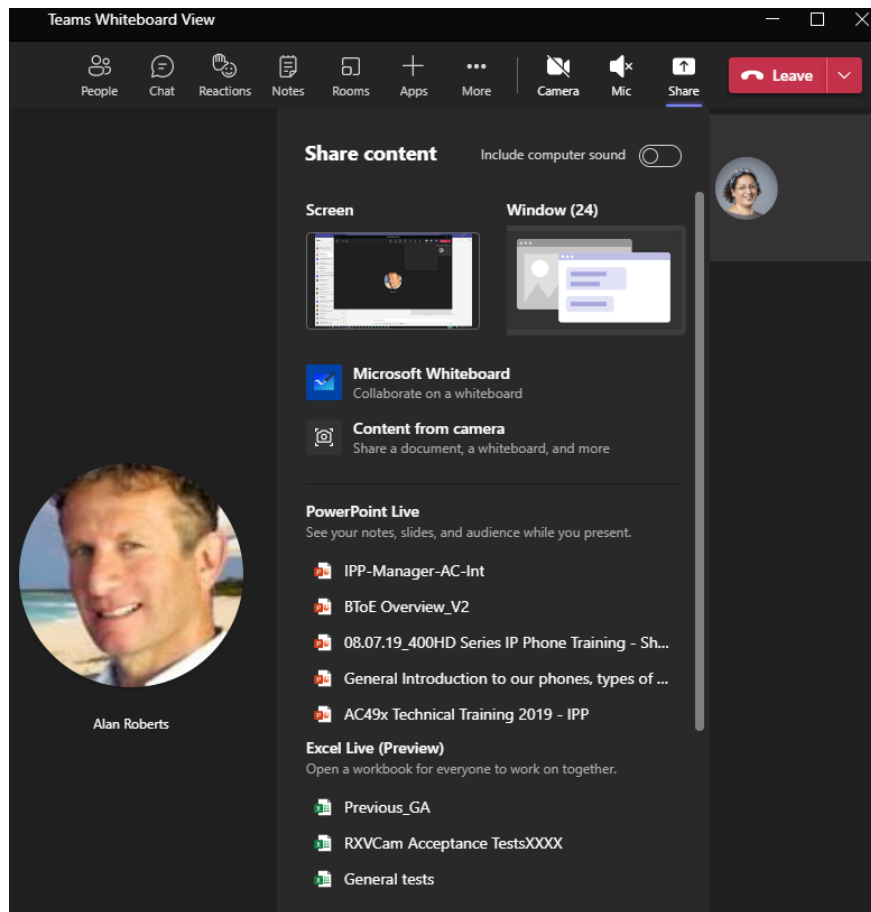 Teams Whiteboard View
People Chat Reactions Notes Rooms Apps More Camera Mic Share Leave
Share content Include computer sound
Screen Window (24)
Microsoft Whiteboard
Collaborate on a whiteboard
Content from camera
Share a document, a whiteboard, and more
PowerPoint Live
See your notes, slides, and audience while you present.
IPP-Manager-AC-Int
BToE Overview_V2
08.07.19_400HD Series IP Phone Training - Sh...
General Introduction to our phones, types of ...
AC49x Technical Training 2019 - IPP
Alan Roberts
Excel Live (Preview)
Open a workbook for everyone to work on together.
Previous_GA
RXVCam Acceptance TestsXXXX
General tests